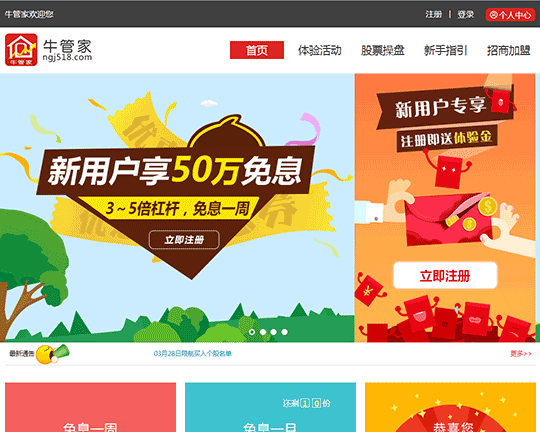 牛管家欢迎您
注册 | 登录 个人中心
牛管家
ngj518.com
牛管家
首页 体验活动 股票操盘 新手指引 招商加盟
新用户享50万免息
3～5倍杠杆，免息一周
立即注册
新用户专享
注册即送体验金
立即注册
最新通告 03月28日限制买入个股名单 更多>>
免息一周
还剩10份
免息一日
恭喜您